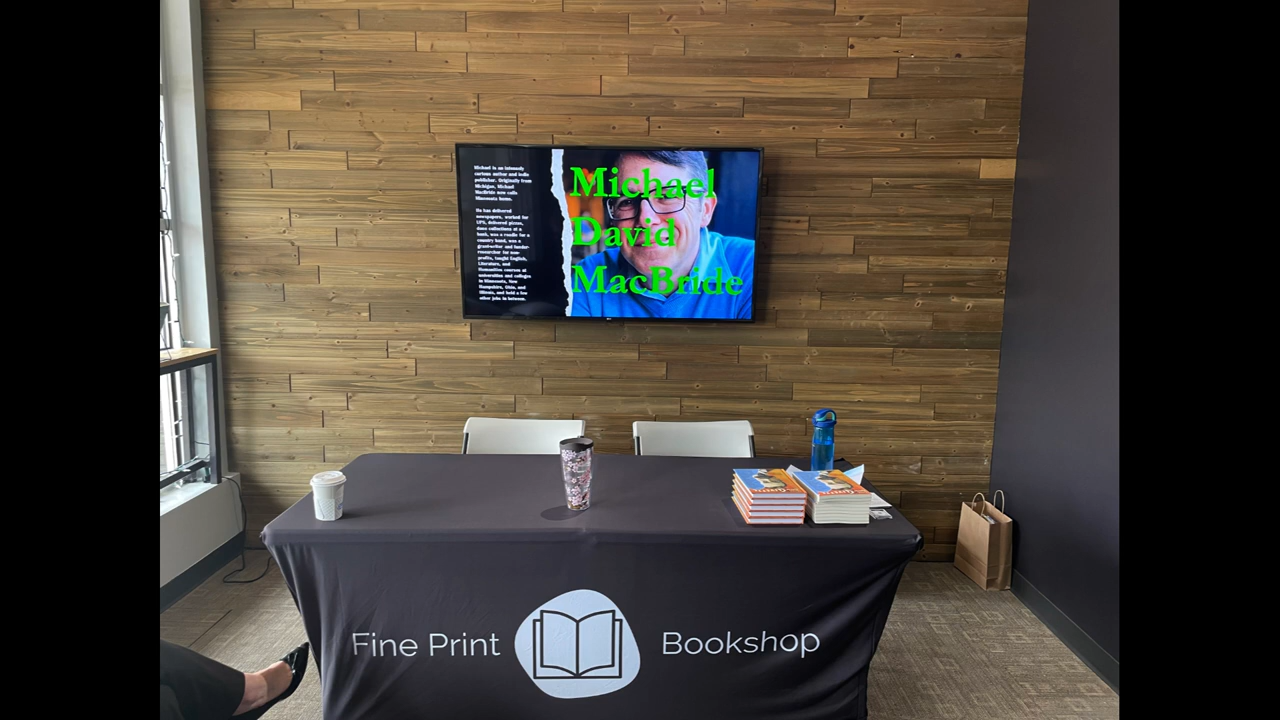 Michael is an intensely
curious author and indie
publisher. Originally from
Michigan, Michael
MacBride now calls
Minnesota home.
He has delivered
newspapers, worked for
UPS, delivered pizzas,
done collections at a
bank, was a roadie for a
country band, was a
grantwriter and funder-
researcher for non-
profits, taught English,
Literature, and
Humanities courses at
universities and colleges
in Minnesota, New
Hampshire, Ohio, and
Illinois, and held a few
other jobs in between.
Michael
David
MacBride
Fine Print
Bookshop